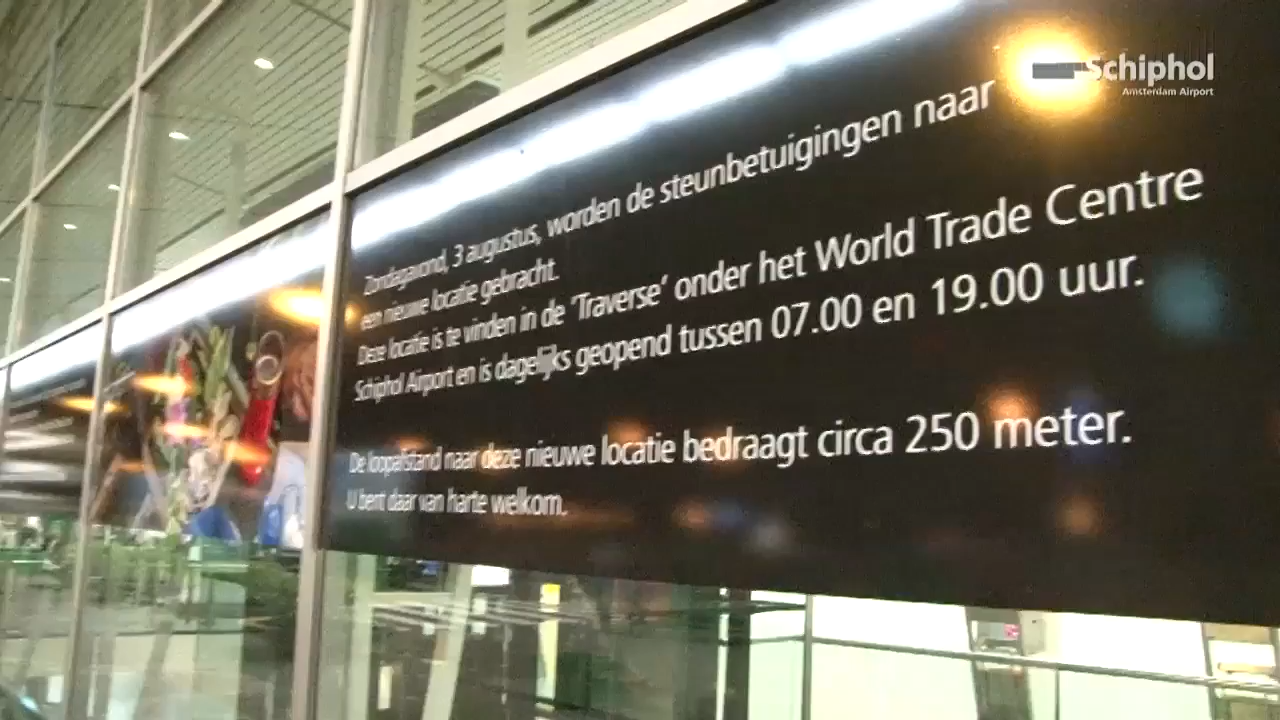 Schiphol
Amsterdam Airport
Zondagavond, 3 augustus, worden de steunbetuigingen naar
een nieuwe locatie gebracht.
Deze locatie is te vinden in de 'Traverse' onder het World Trade Centre
Schiphol Airport en is dagelijks geopend tussen 07.00 en 19.00 uur.
De loopafstand naar deze nieuwe locatie bedraagt circa 250 meter.
U bent daar van harte welkom.